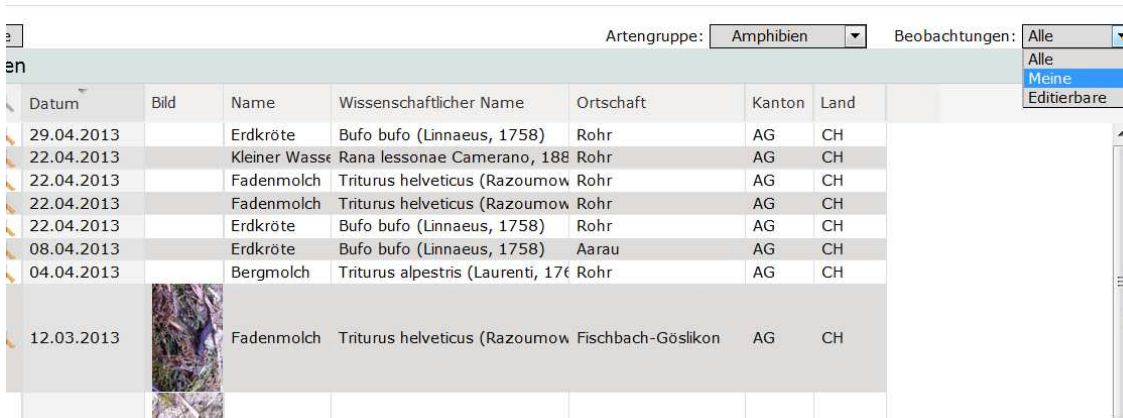 e Artengruppe: Amphibien Beobachtungen: Alle
Alle
en
Meine
Editierbare
Datum Bild Name Wissenschaftlicher Name Ortschaft Kanton Land
29.04.2013 Erdkröte Bufo bufo (Linnaeus, 1758) Rohr AG CH
22.04.2013 Kleiner Wasse Rana lessonae Camerano, 188 Rohr AG CH
22.04.2013 Fadenmolch Triturus helveticus (Razoumow Rohr AG CH
22.04.2013 Fadenmolch Triturus helveticus (Razoumow Rohr AG CH
22.04.2013 Erdkröte Bufo bufo (Linnaeus, 1758) Rohr AG CH
08.04.2013 Erdkröte Bufo bufo (Linnaeus, 1758) Aarau AG CH
04.04.2013 Bergmolch Triturus alpestris (Laurenti, 176 Rohr AG CH
12.03.2013 Fadenmolch Triturus helveticus (Razoumow Fischbach-Göslikon AG CH